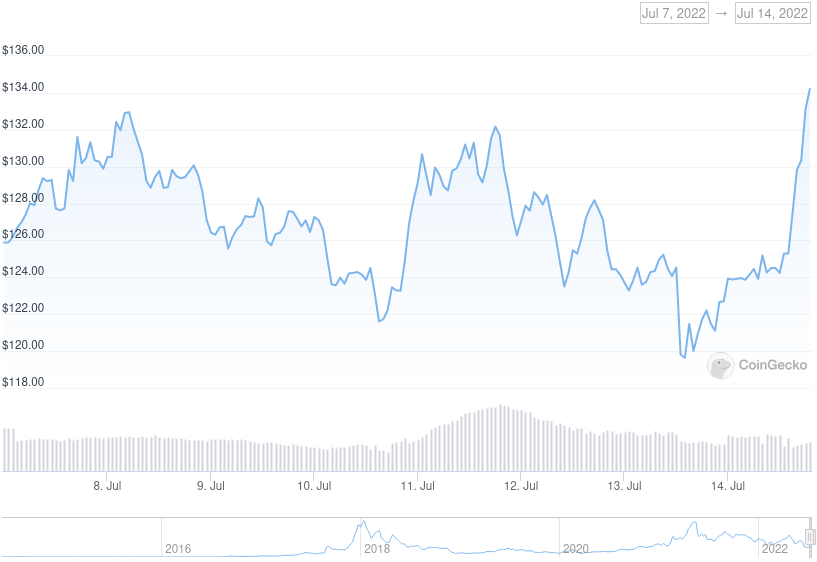 Jul 7, 2022 → Jul 14, 2022
$136.00
$134.00
$132.00
$130.00
$128.00
$126.00
$124.00
$122.00
$120.00
CoinGecko
$118.00
8. Jul 9. Jul 10. Jul 11. Jul 12. Jul 13. Jul 14. Jul
2016 2018 2020 2022